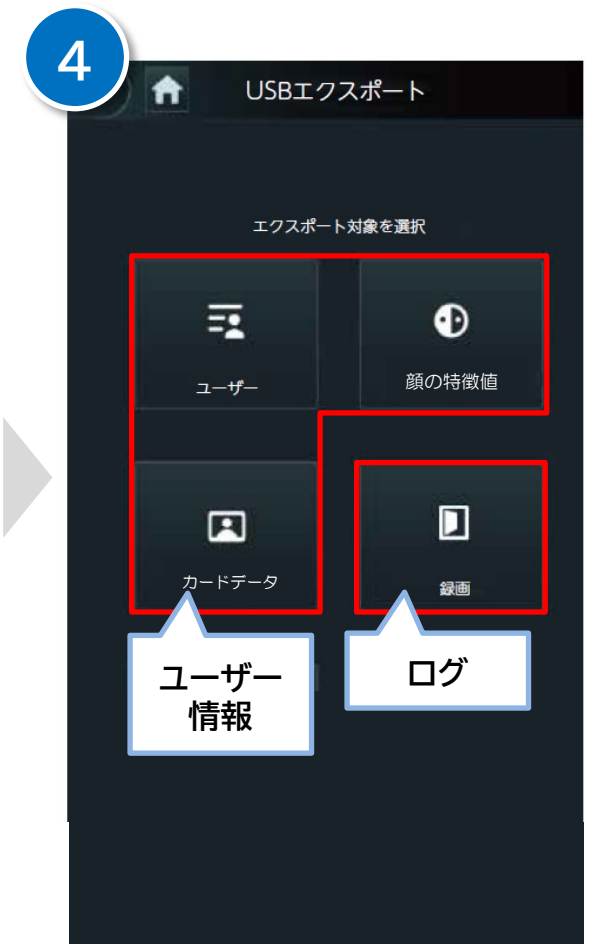 4
USBエクスポート
エクスポート対象を選択
ユーザー
顔の特徴値
カードデータ
録画
ユーザー
情報
ログ